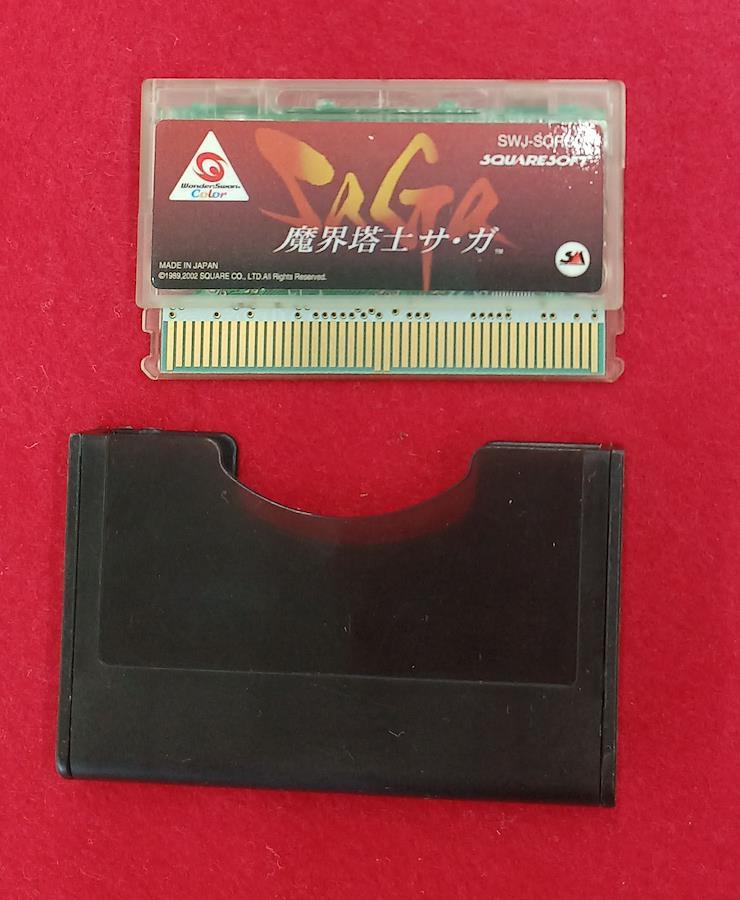 SWJ-SQR
SQUARESOFT
WonderSwan
Color
SaGa
魔界塔士サ・ガ
TM
MADE IN JAPAN
©1989,2002 SQUARE CO., LTD.All Rights Reserved.